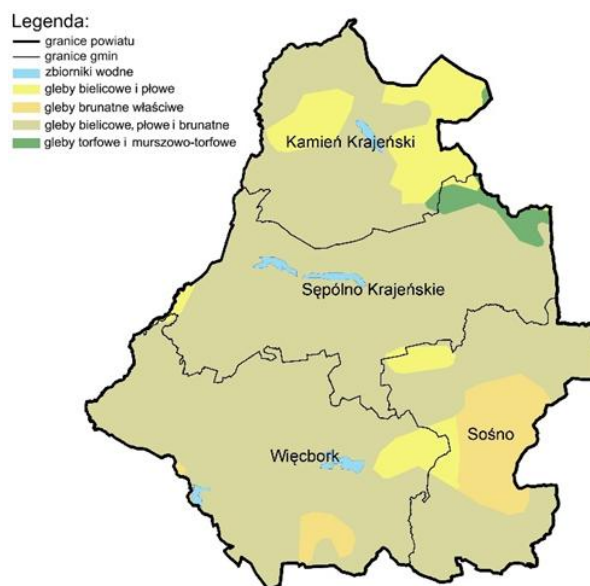 Legenda:
granice powiatu
granice gmin
zbiorniki wodne
gleby bielicowe i płowe
gleby brunatne właściwe
gleby bielicowe, płowe i brunatne
gleby torfowe i murszowo-torfowe
Kamień Krajeński
Sępólno Krajeńskie
Sośno
Więcbork